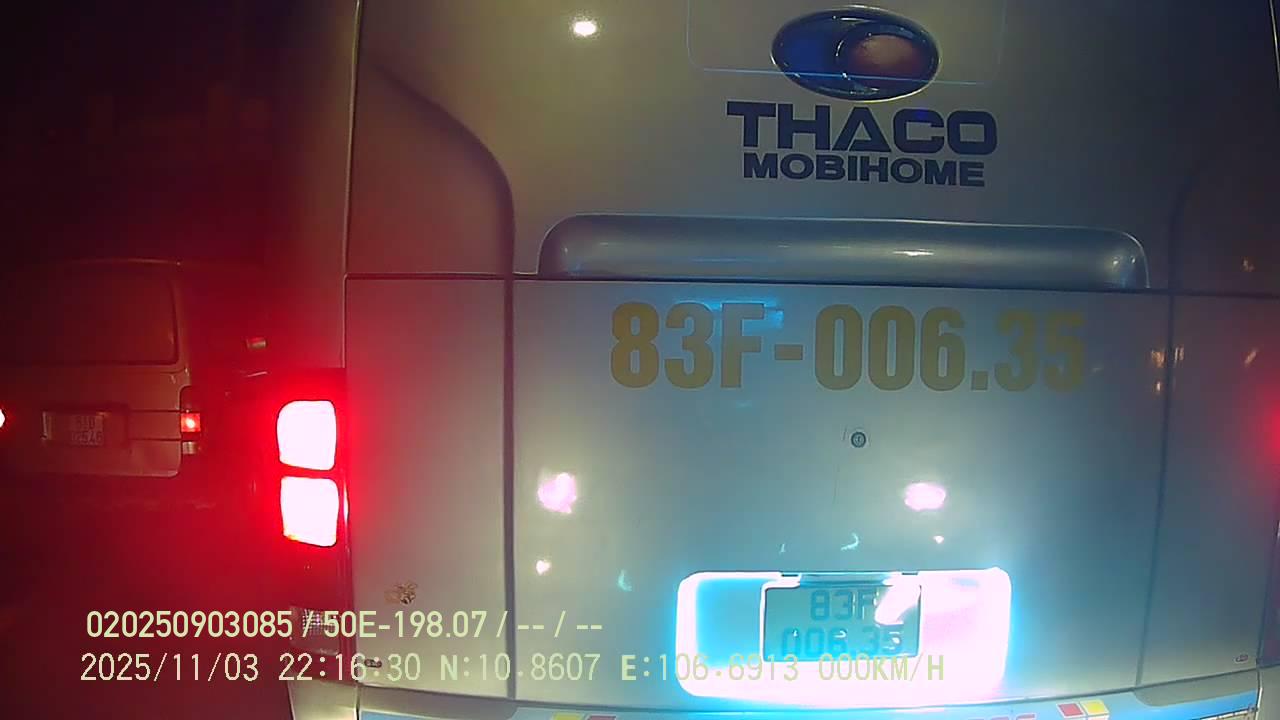 THACO
MOBIHOME
83F-006.35
83F
006.35
020250903085 / 50E-198.07 / -- / --
2025/11/03 22:16:30 N:10.8607 E:106.6913 000KM/H